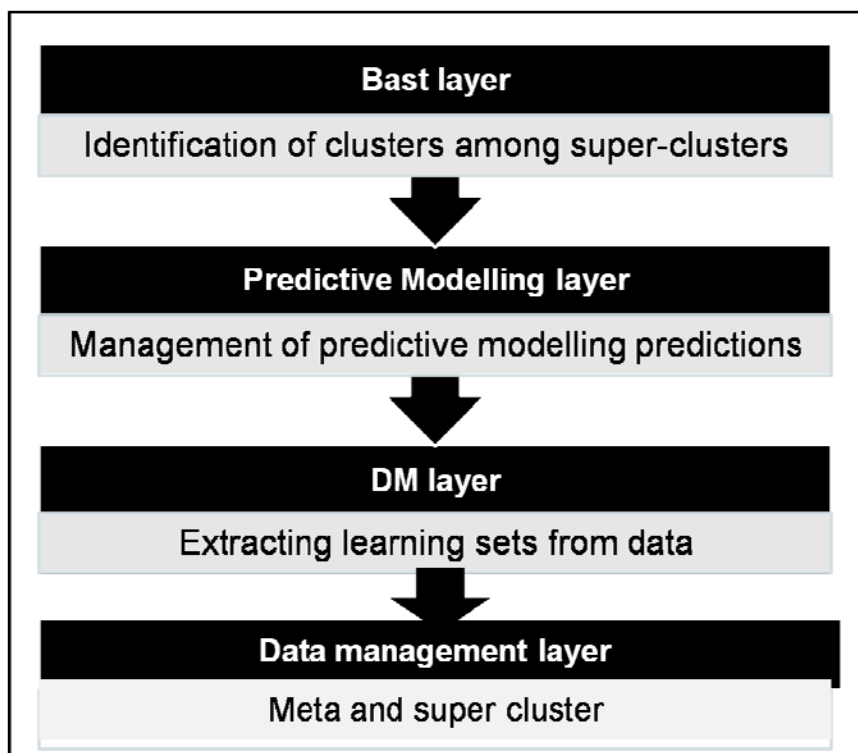 Bast layer
Identification of clusters among super-clusters
Predictive Modelling layer
Management of predictive modelling predictions
DM layer
Extracting learning sets from data
Data management layer
Meta and super cluster